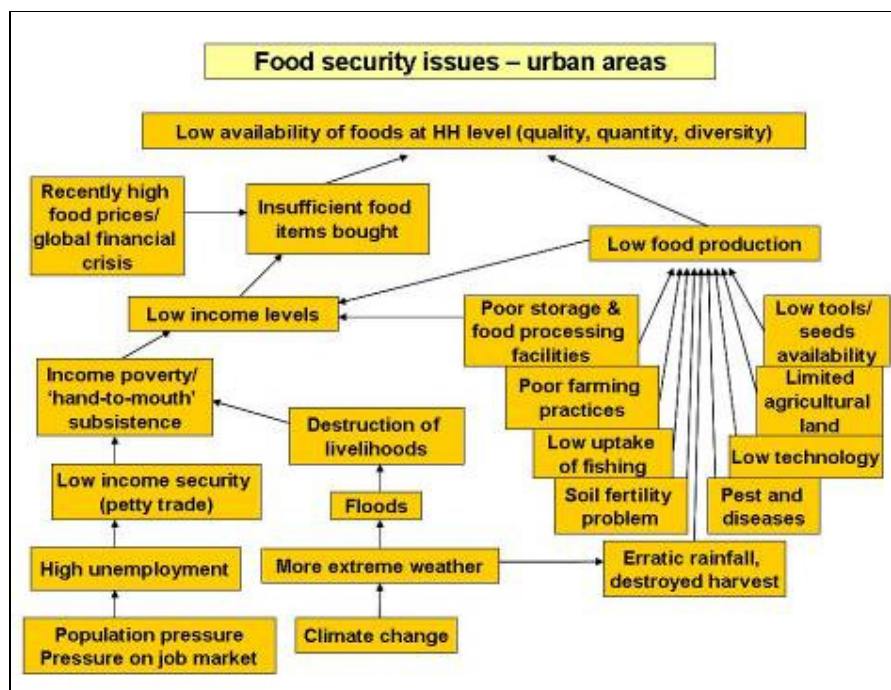 Food security issues – urban areas
Low availability of foods at HH level (quality, quantity, diversity)
Recently high
food prices/
global financial
crisis
Insufficient food
items bought
Low food production
Low income levels
Poor storage &
food processing
facilities
Low tools/
seeds
availability
Income poverty/
‘hand-to-mouth’
subsistence
Poor farming
practices
Limited
agricultural
land
Destruction of
livelihoods
Low uptake
of fishing
Low technology
Low income security
(petty trade)
Floods
Soil fertility
problem
Pest and
diseases
High unemployment
More extreme weather
Erratic rainfall,
destroyed harvest
Population pressure
Pressure on job market
Climate change